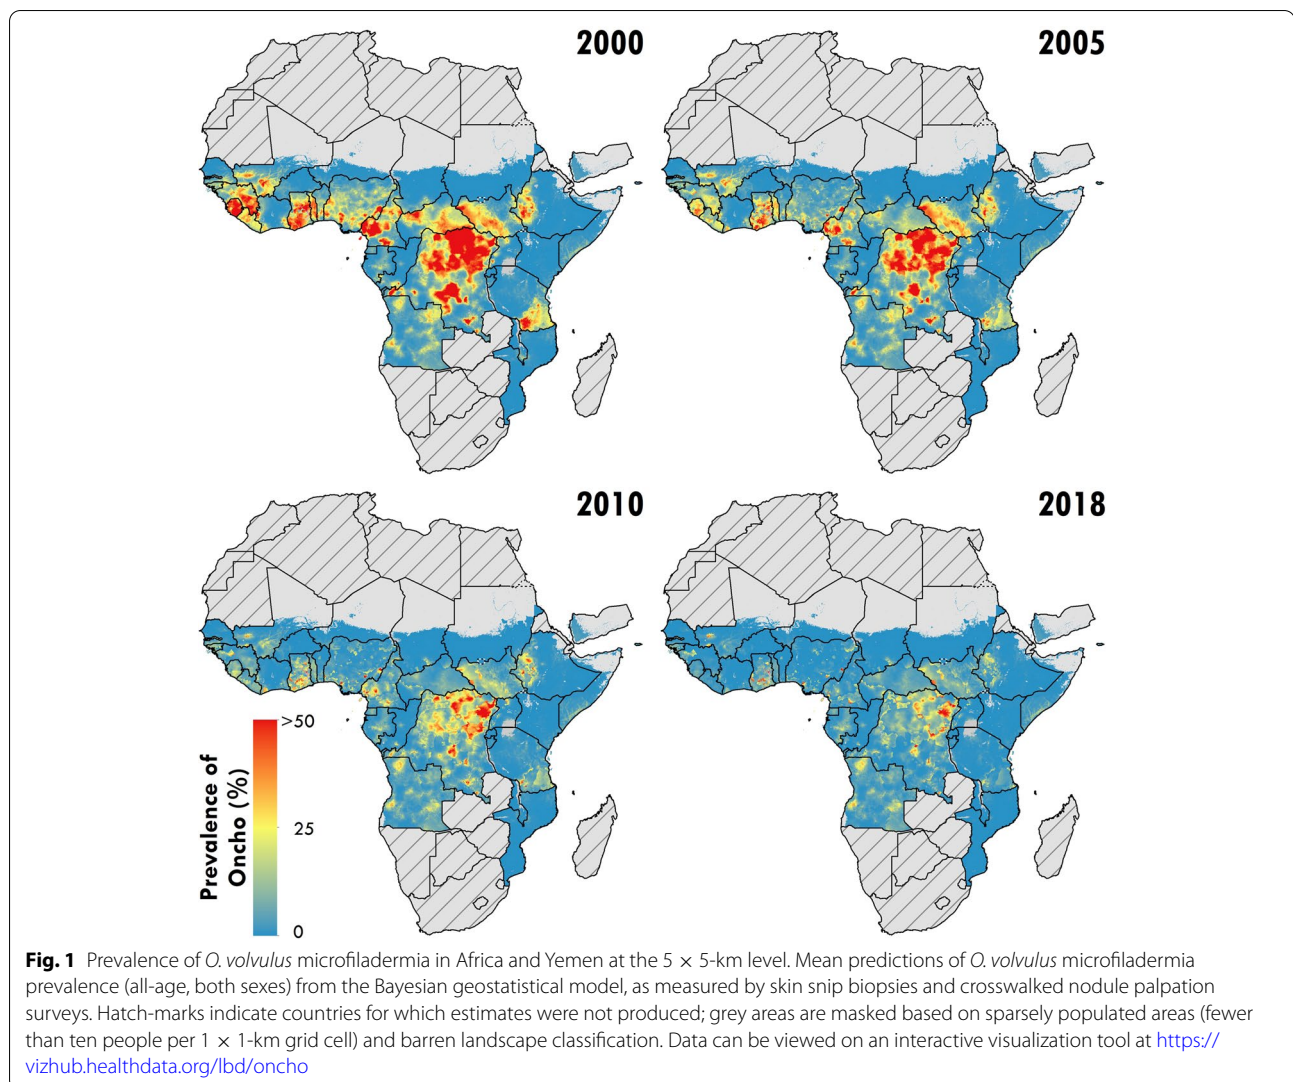 2000
2005
2010
2018
>50
25
0
Prevalence of
Oncho (%)
Fig. 1 Prevalence of O. volvulus microfiladermia in Africa and Yemen at the 5 × 5-km level. Mean predictions of O. volvulus microfiladermia
prevalence (all-age, both sexes) from the Bayesian geostatistical model, as measured by skin snip biopsies and crosswalked nodule palpation
surveys. Hatch-marks indicate countries for which estimates were not produced; grey areas are masked based on sparsely populated areas (fewer
than ten people per 1 × 1-km grid cell) and barren landscape classification. Data can be viewed on an interactive visualization tool at https://
vizhub.healthdata.org/lbd/oncho